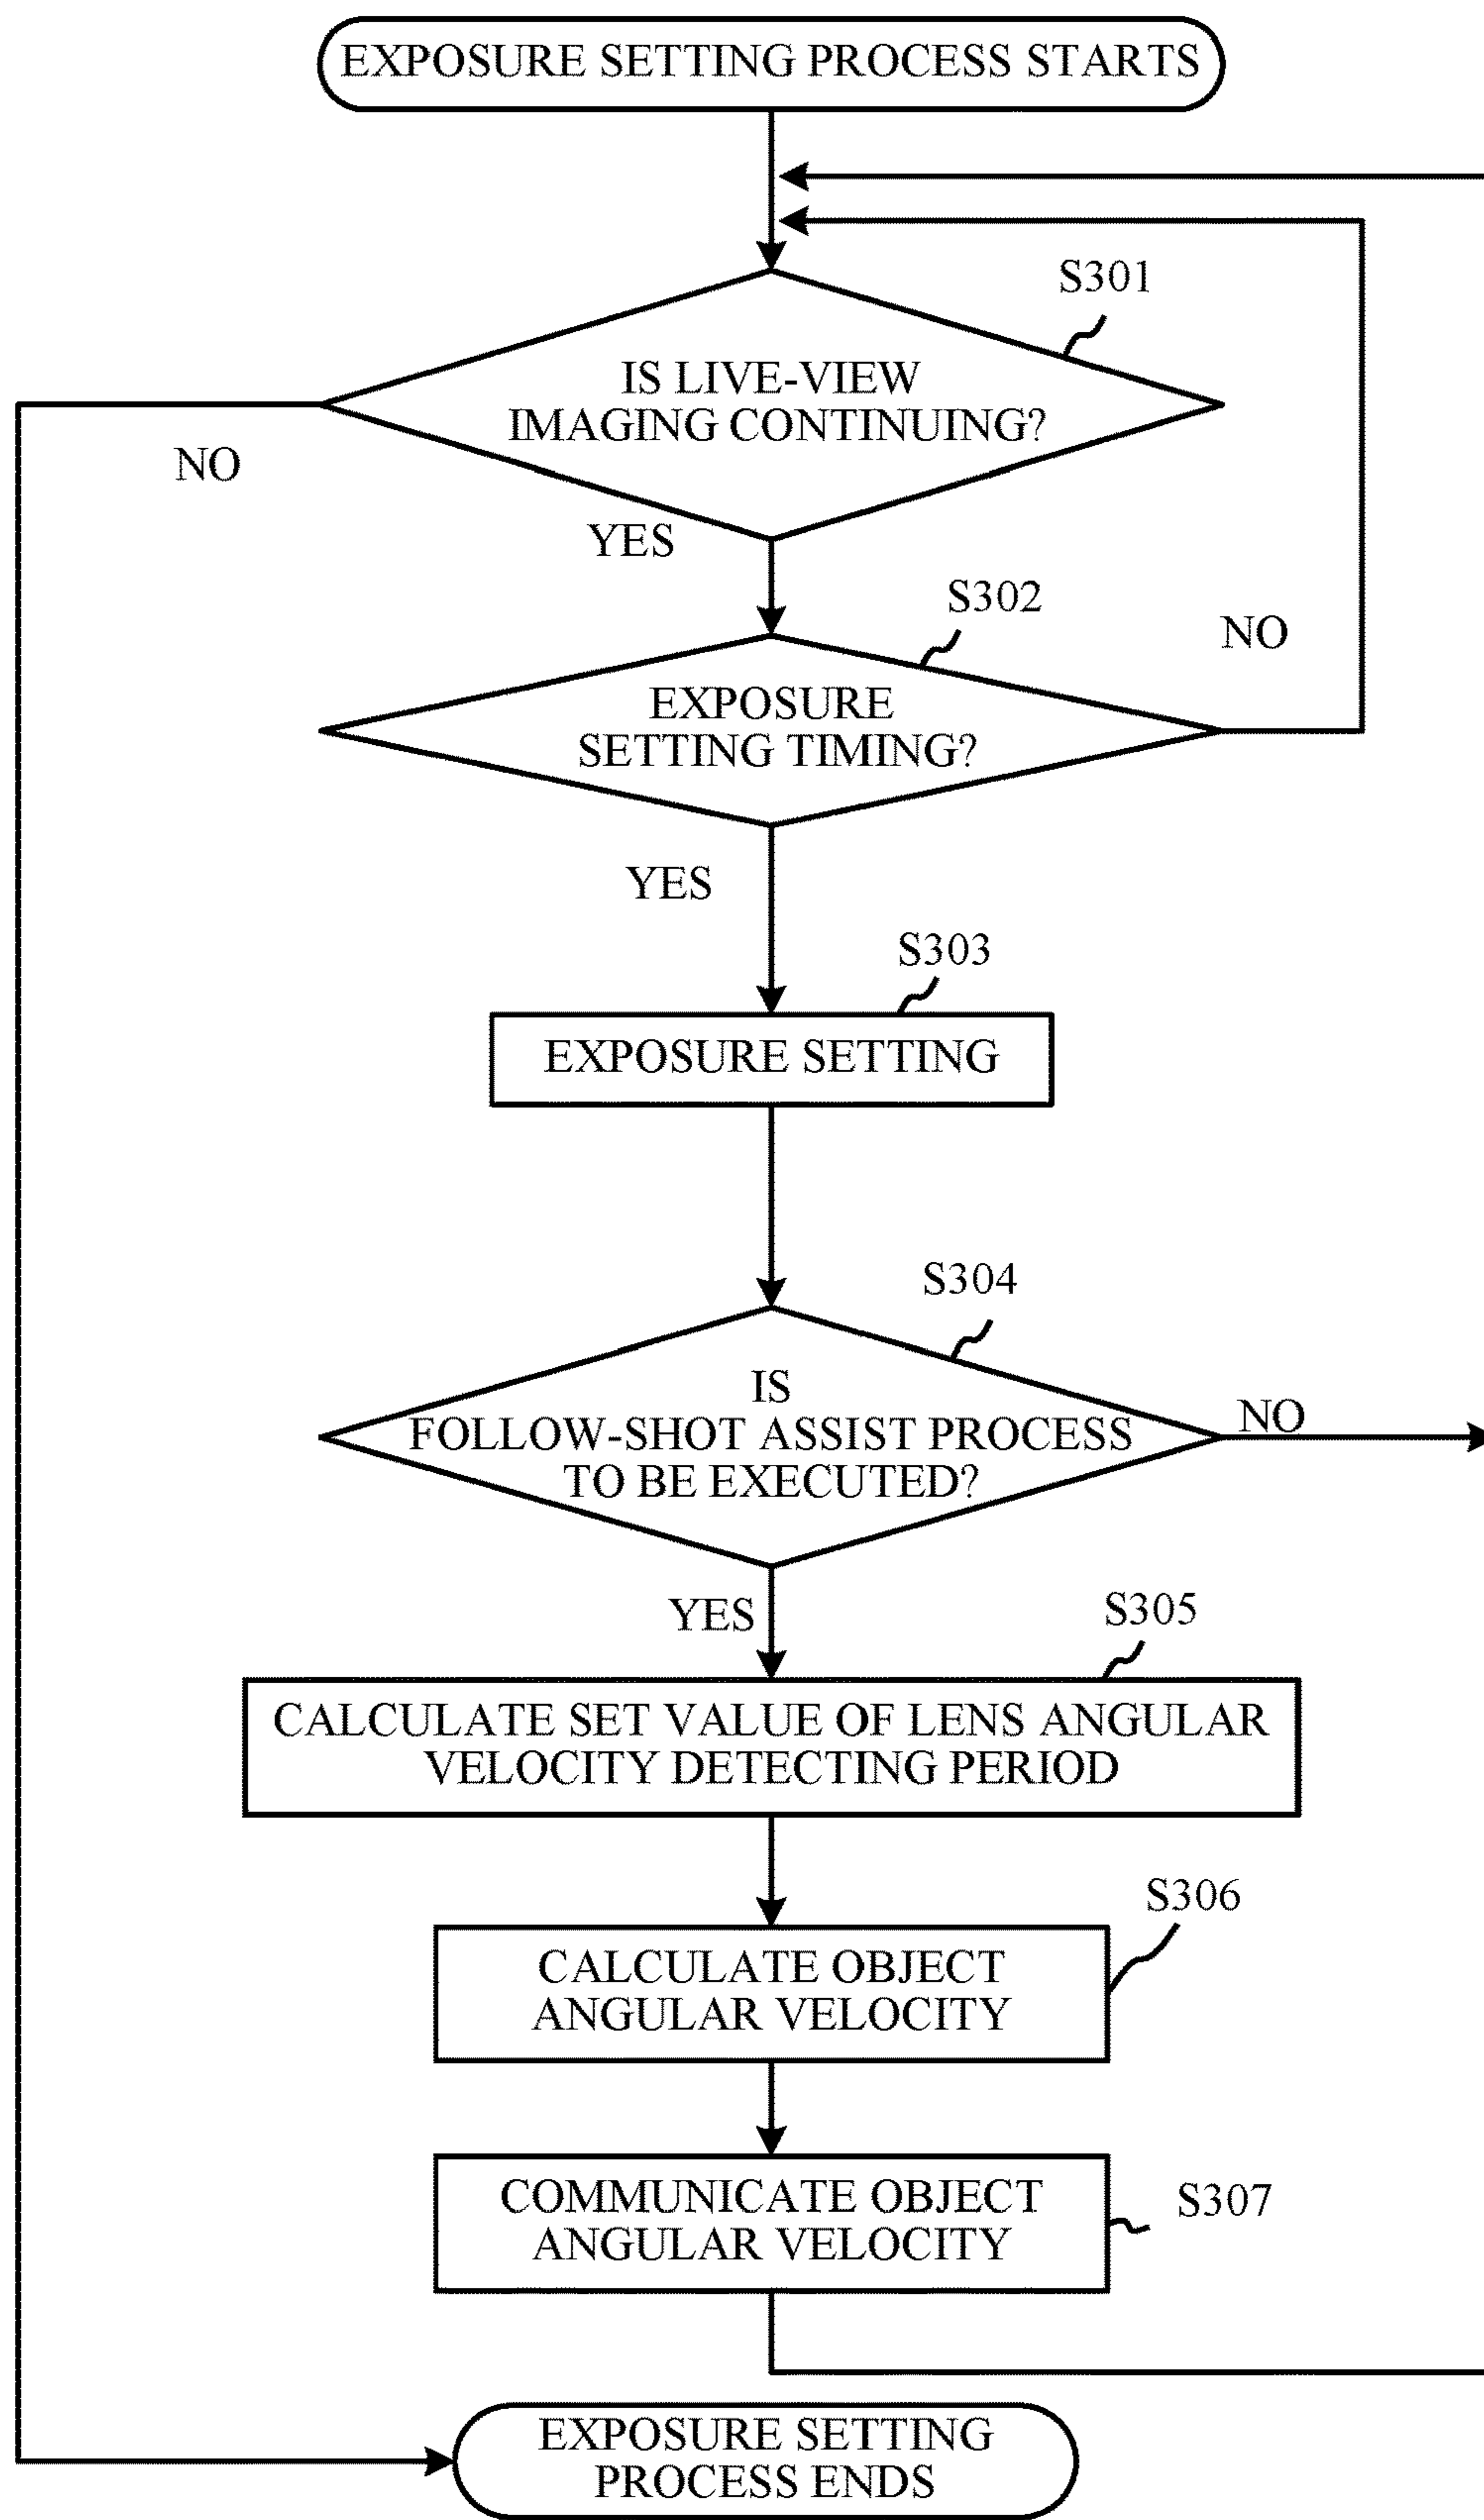 EXPOSURE SETTING PROCESS STARTS
S301
IS LIVE-VIEW
IMAGING CONTINUING?
NO
YES
S302
NO
EXPOSURE
SETTING TIMING?
YES
S303
EXPOSURE SETTING
S304
IS
FOLLOW-SHOT ASSIST PROCESS
TO BE EXECUTED?
NO
YES
S305
CALCULATE SET VALUE OF LENS ANGULAR
VELOCITY DETECTING PERIOD
S306
CALCULATE OBJECT
ANGULAR VELOCITY
COMMUNICATE OBJECT
ANGULAR VELOCITY
S307
EXPOSURE SETTING
PROCESS ENDS